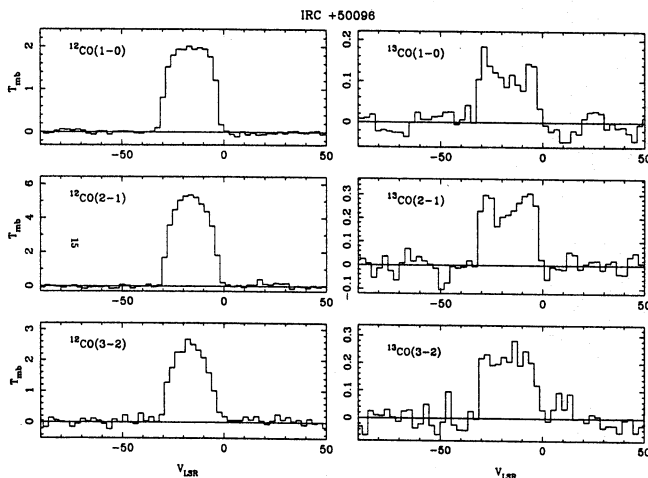 IRC +50096
¹²CO(1−0)
T_mb
0 1 2
−50 0 50
¹³CO(1−0)
0 0.1 0.2
−50 0 50
¹²CO(2−1)
15
T_mb
0 2 4 6
−50 0 50
¹³CO(2−1)
−0.1 0 0.1 0.2 0.3
−50 0 50
¹²CO(3−2)
T_mb
0 1 2 3
−50 0 50
V_LSR
¹³CO(3−2)
0 0.1 0.2 0.3
−50 0 50
V_LSR